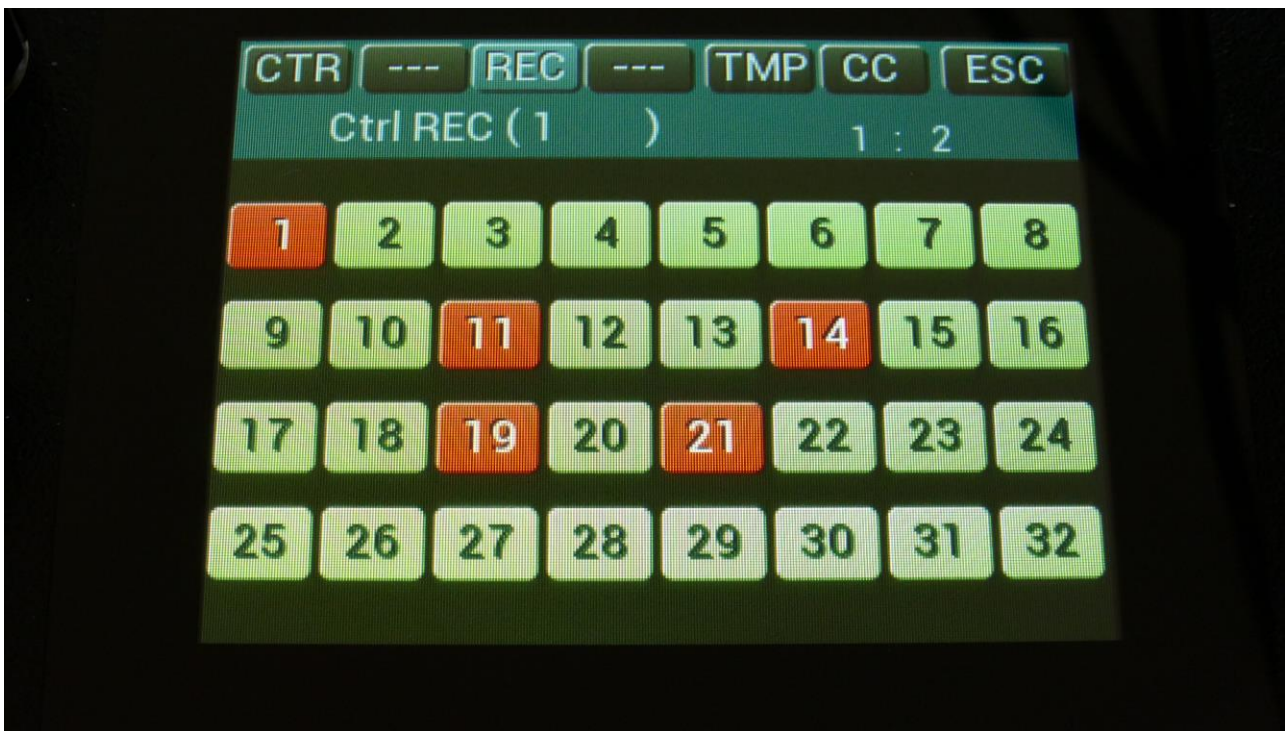 CTR --- REC --- TMP CC ESC
Ctrl REC ( 1 ) 1 : 2
1 2 3 4 5 6 7 8
9 10 11 12 13 14 15 16
17 18 19 20 21 22 23 24
25 26 27 28 29 30 31 32